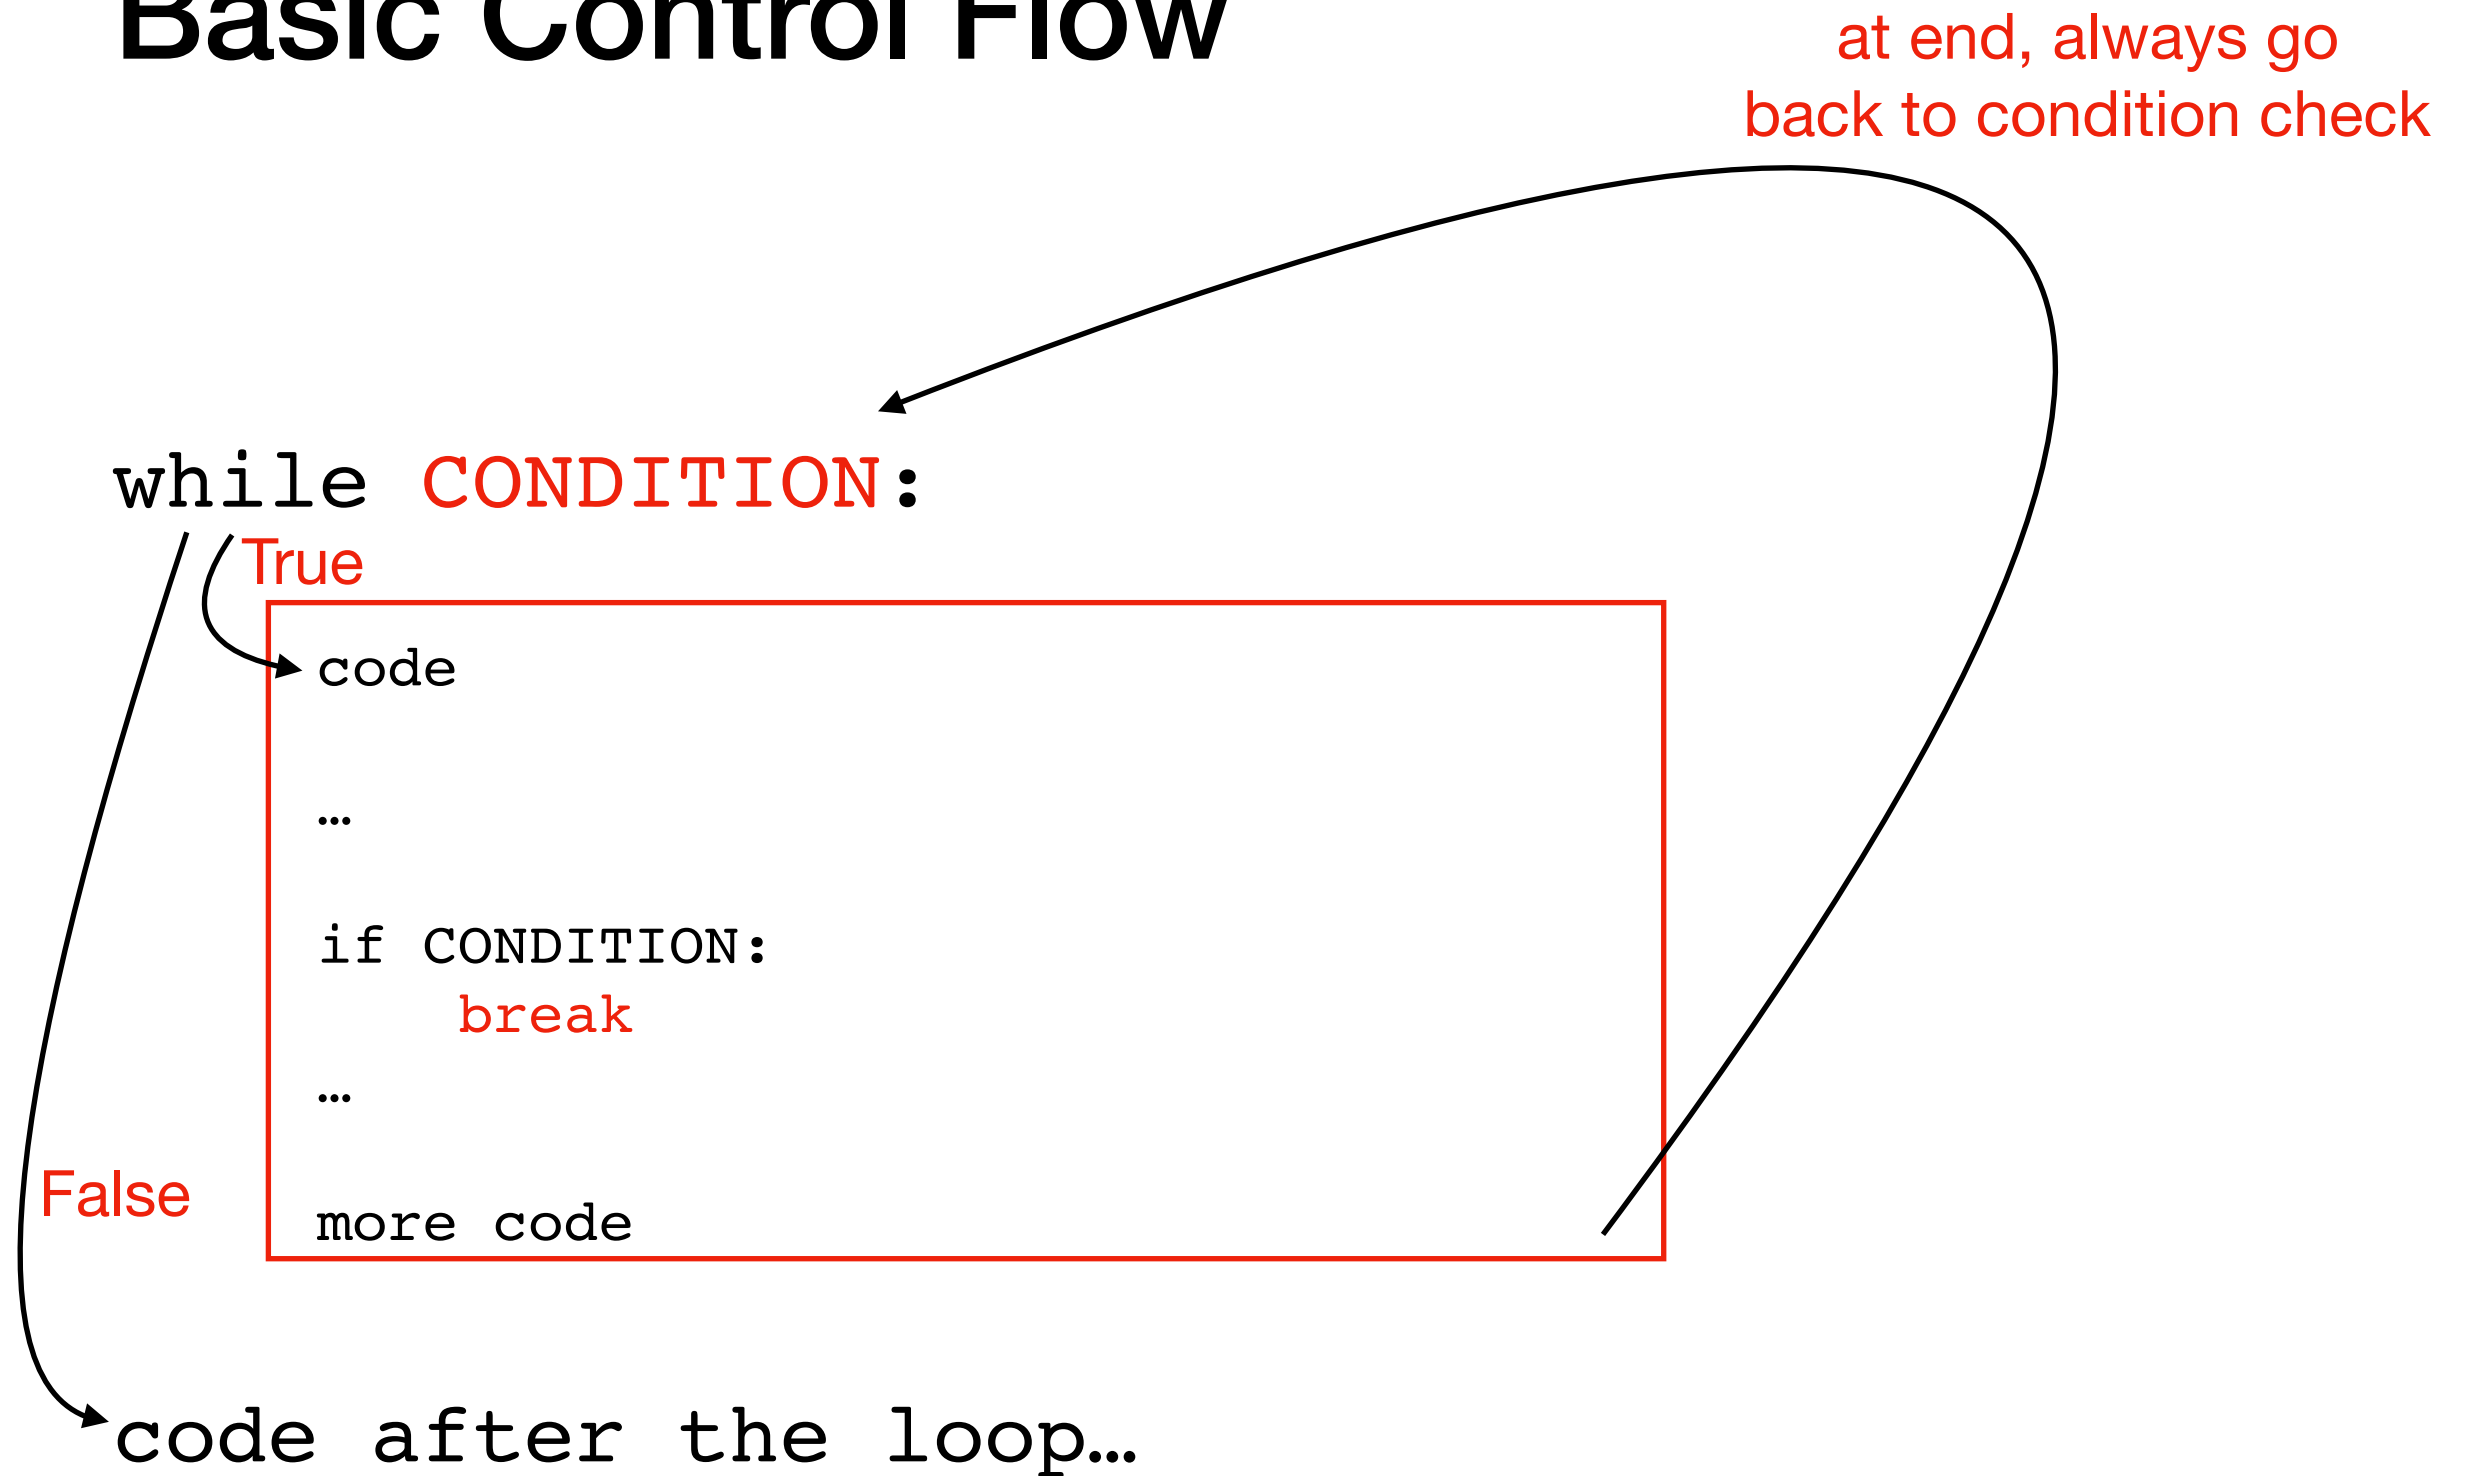 Basic Control Flow
at end, always go
back to condition check
while CONDITION:
True
code
…
if CONDITION:
break
…
False
more code
code after the loop…